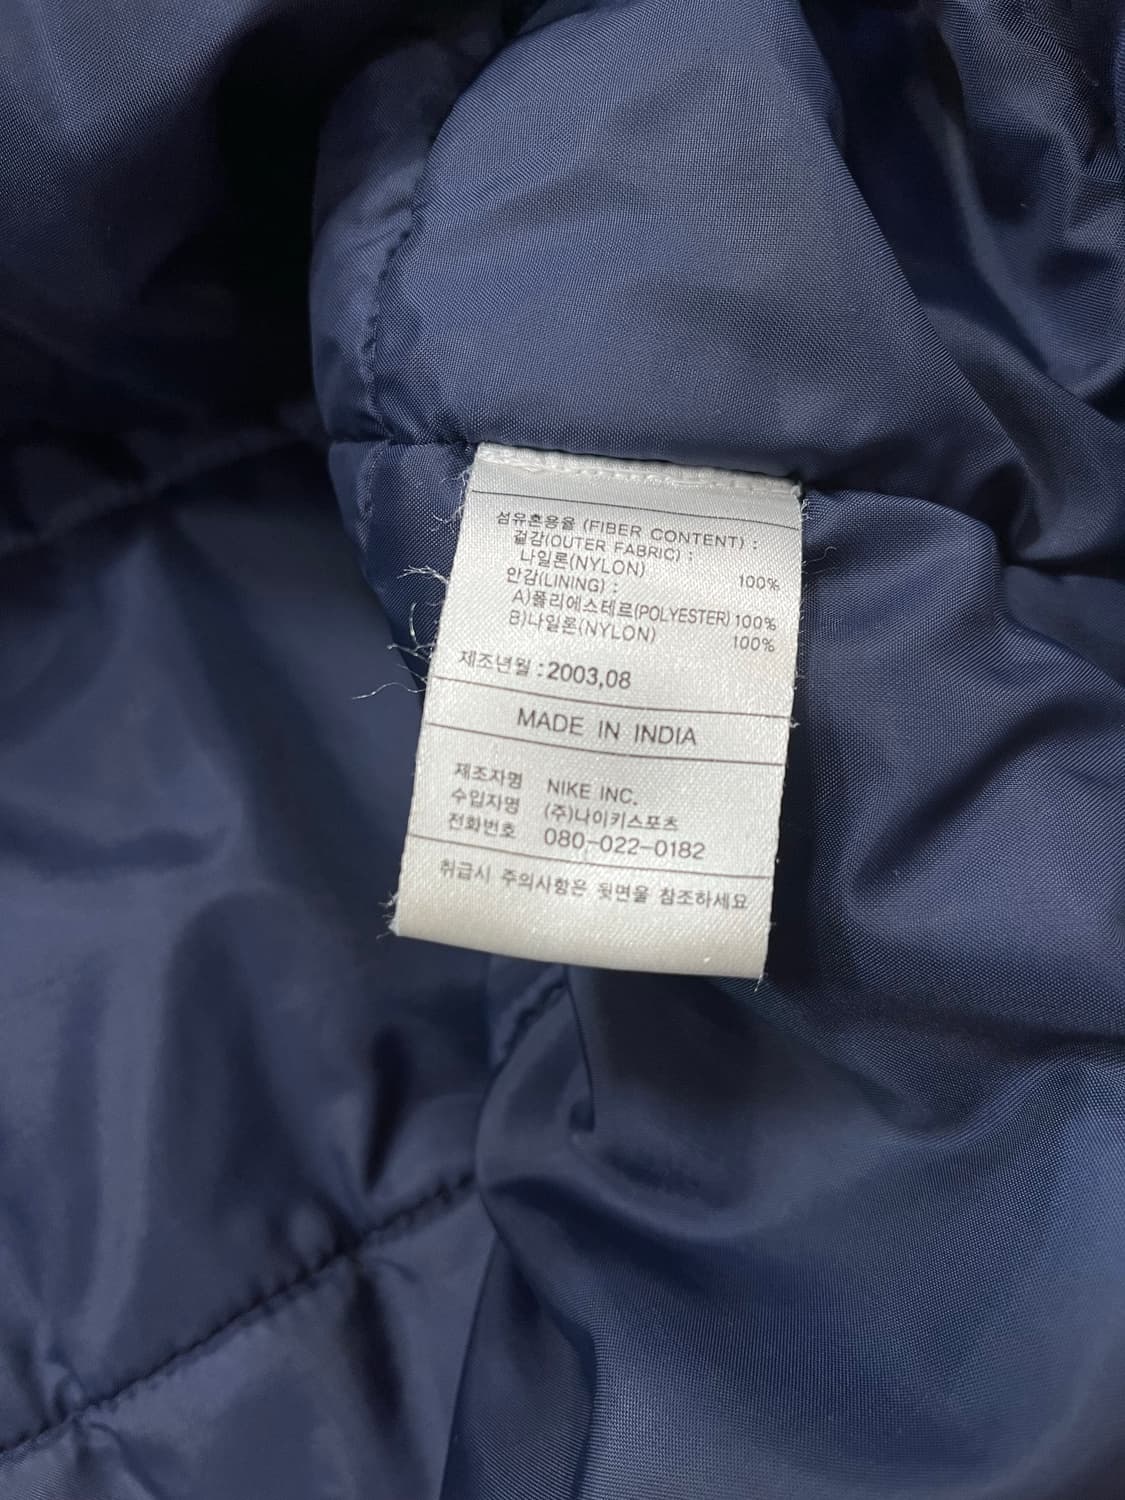 섬유혼용율 (FIBER CONTENT) :
겉감(OUTER FABRIC) :
나일론(NYLON) 100%
안감(LINING) :
A)폴리에스테르(POLYESTER) 100%
B)나일론(NYLON) 100%
제조년월 : 2003,08
MADE IN INDIA
제조자명 NIKE INC.
수입자명 (주)나이키스포츠
전화번호 080-022-0182
취급시 주의사항은 뒷면을 참조하세요